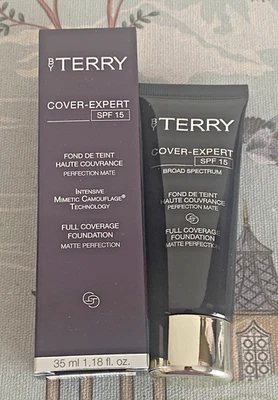 BY TERRY
COVER-EXPERT
SPF 15
FOND DE TEINT
HAUTE COUVRANCE
PERFECTION MATE
INTENSIVE
MIMETIC CAMOUFLAGE®
TECHNOLOGY
FULL COVERAGE
FOUNDATION
MATTE PERFECTION
35 ml 1.18 fl. oz.
BY TERRY
COVER-EXPERT
SPF 15
BROAD SPECTRUM
FOND DE TEINT
HAUTE COUVRANCE
PERFECTION MATE
FULL COVERAGE
FOUNDATION
MATTE PERFECTION